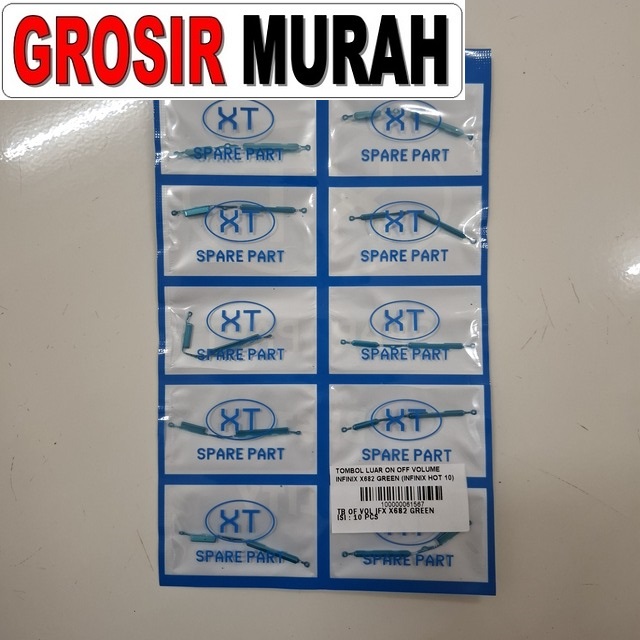 GROSIR MURAH
XT
SPARE PART
XT
SPARE PART
XT
SPARE PART
XT
SPARE PART
XT
SPARE PART
XT
SPARE PART
XT
SPARE PART
XT
SPARE PART
TOMBOL LUAR ON OFF VOLUME
INFINIX X682 GREEN (INFINIX HOT 10)
100000061567
TB OF VOL IFX X682 GREEN
ISI : 10 PCS
XT
SPARE PART
SPARE PART